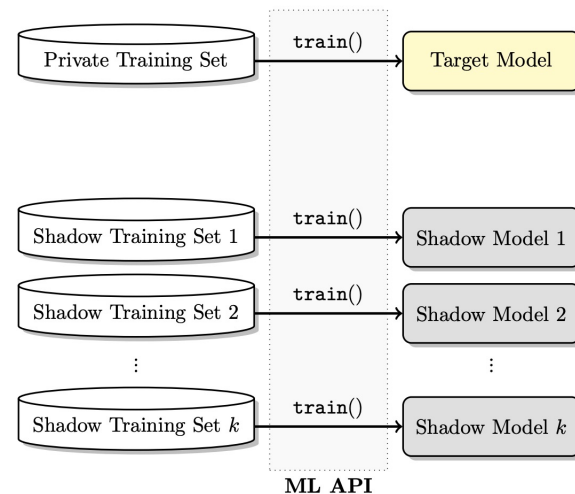 Private Training Set train() Target Model
Shadow Training Set 1 train() Shadow Model 1
Shadow Training Set 2 train() Shadow Model 2
⋮ ⋮
Shadow Training Set k train() Shadow Model k
ML API